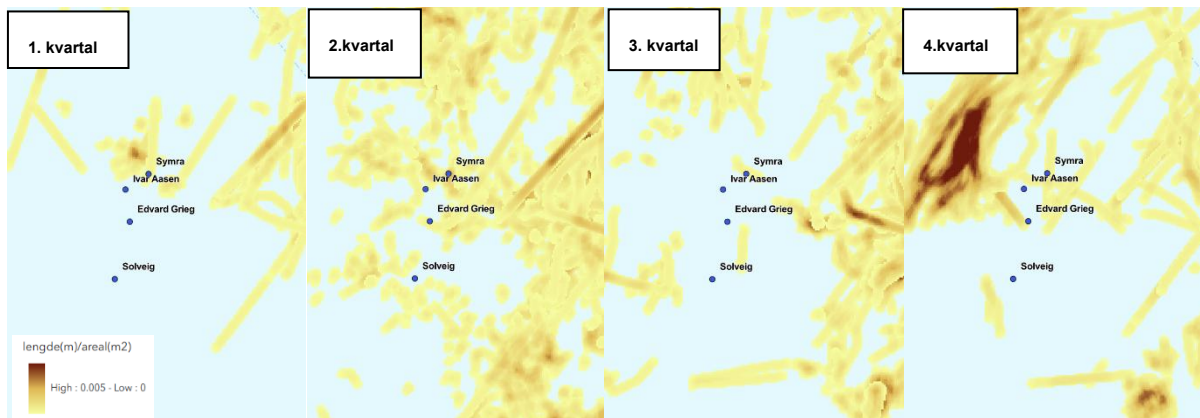 1. kvartal
Symra
Ivar Aasen
Edvard Grieg
Solveig
lengde(m)/areal(m2)
High : 0.005 - Low : 0
2.kvartal
Symra
Ivar Aasen
Edvard Grieg
Solveig
3. kvartal
Symra
Ivar Aasen
Edvard Grieg
Solveig
4.kvartal
Symra
Ivar Aasen
Edvard Grieg
Solveig